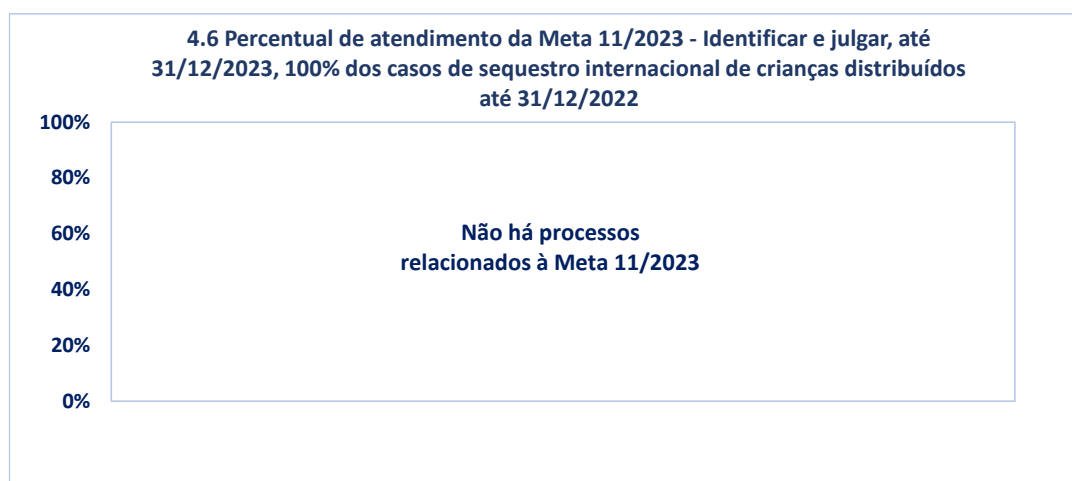 4.6 Percentual de atendimento da Meta 11/2023 - Identificar e julgar, até
31/12/2023, 100% dos casos de sequestro internacional de crianças distribuídos
até 31/12/2022
100%
80%
60%
40%
20%
0%
Não há processos
relacionados à Meta 11/2023